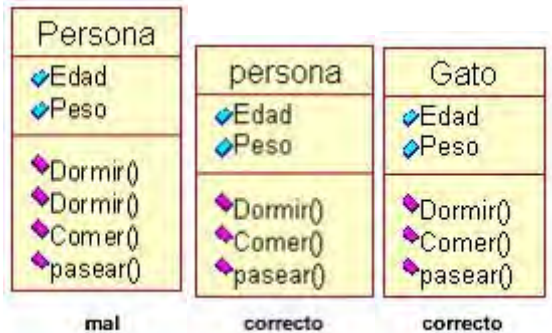 Persona
Edad
Peso
Dormir()
Dormir()
Comer()
pasear()
mal
persona
Edad
Peso
Dormir()
Comer()
pasear()
correcto
Gato
Edad
Peso
Dormir()
Comer()
pasear()
correcto